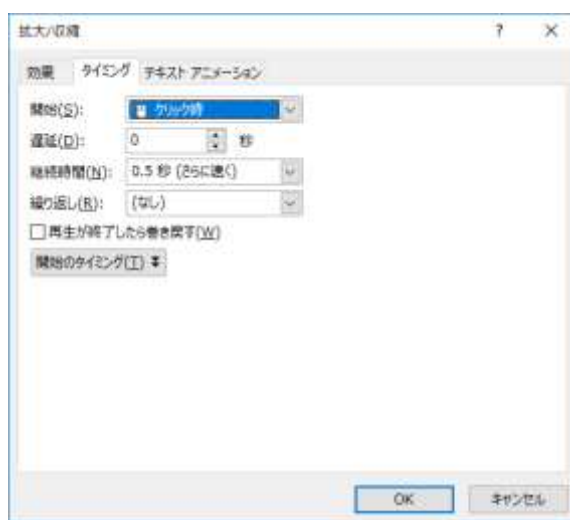 拡大/収縮
効果 タイミング テキスト アニメーション
開始(S): クリック時
遅延(D): 0 秒
継続時間(N): 0.5 秒 (さらに速く)
繰り返し(R): (なし)
再生が終了したら巻き戻す(W)
開始のタイミング(T)
OK キャンセル